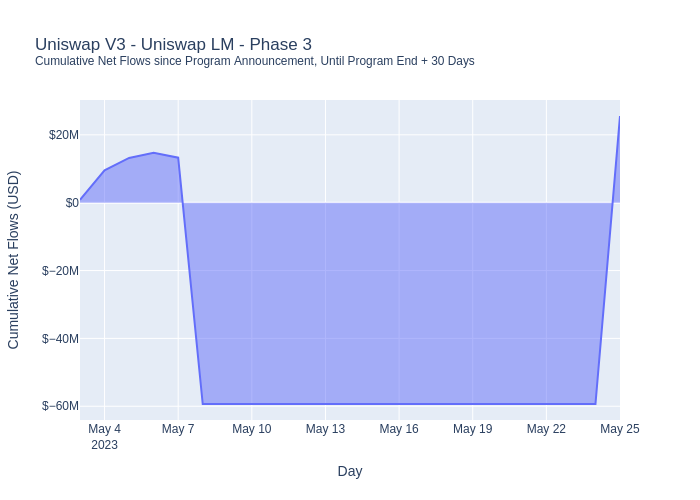 Uniswap V3 - Uniswap LM - Phase 3
Cumulative Net Flows since Program Announcement, Until Program End + 30 Days
Cumulative Net Flows (USD)
$20M
$0
$−20M
$−40M
$−60M
May 4 May 7 May 10 May 13 May 16 May 19 May 22 May 25
2023
Day